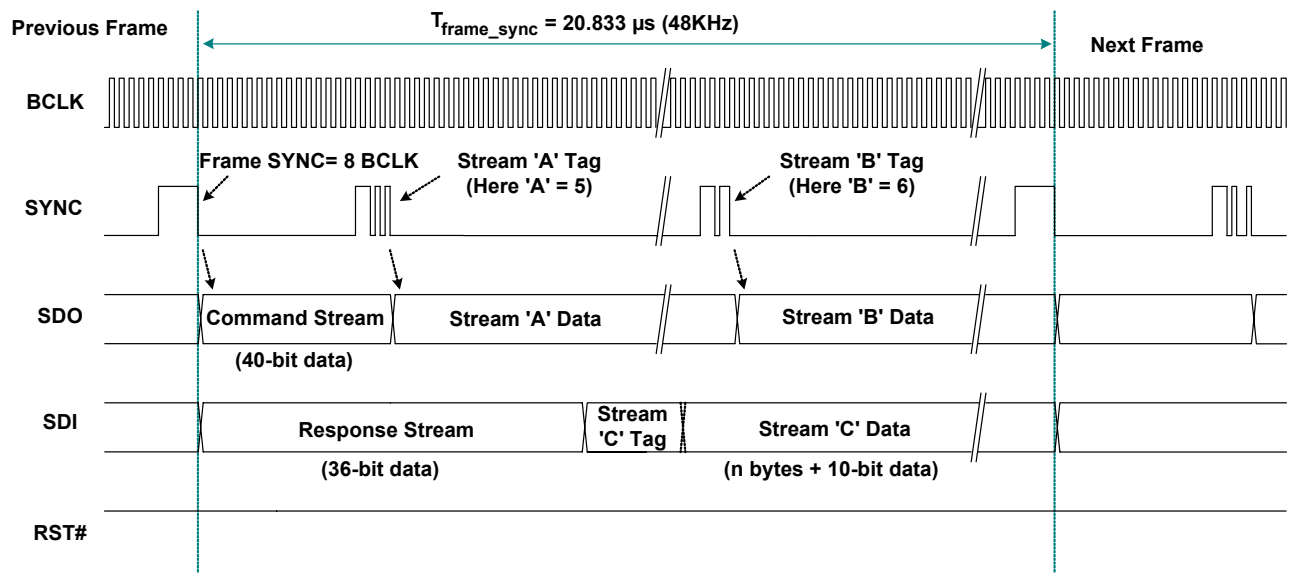 Previous Frame
T frame_sync = 20.833 µs (48KHz)
Next Frame
BCLK
Frame SYNC= 8 BCLK
Stream 'A' Tag
(Here 'A' = 5)
Stream 'B' Tag
(Here 'B' = 6)
SYNC
SDO
Command Stream
Stream 'A' Data
Stream 'B' Data
(40-bit data)
SDI
Response Stream
Stream
'C' Tag
Stream 'C' Data
(36-bit data)
(n bytes + 10-bit data)
RST#